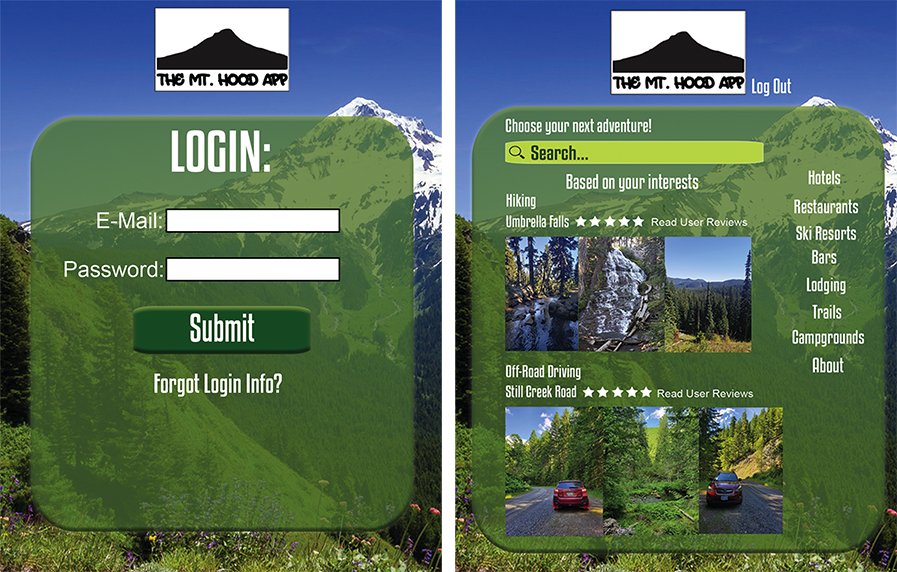 THE MT. HOOD APP
LOGIN:
E-Mail:
Password:
Submit
Forgot Login Info?
THE MT. HOOD APP
Log Out
Choose your next adventure!
Search...
Based on your interests
Hiking
Umbrella Falls ★★★★★ Read User Reviews
Off-Road Driving
Still Creek Road ★★★★★ Read User Reviews
Hotels
Restaurants
Ski Resorts
Bars
Lodging
Trails
Campgrounds
About